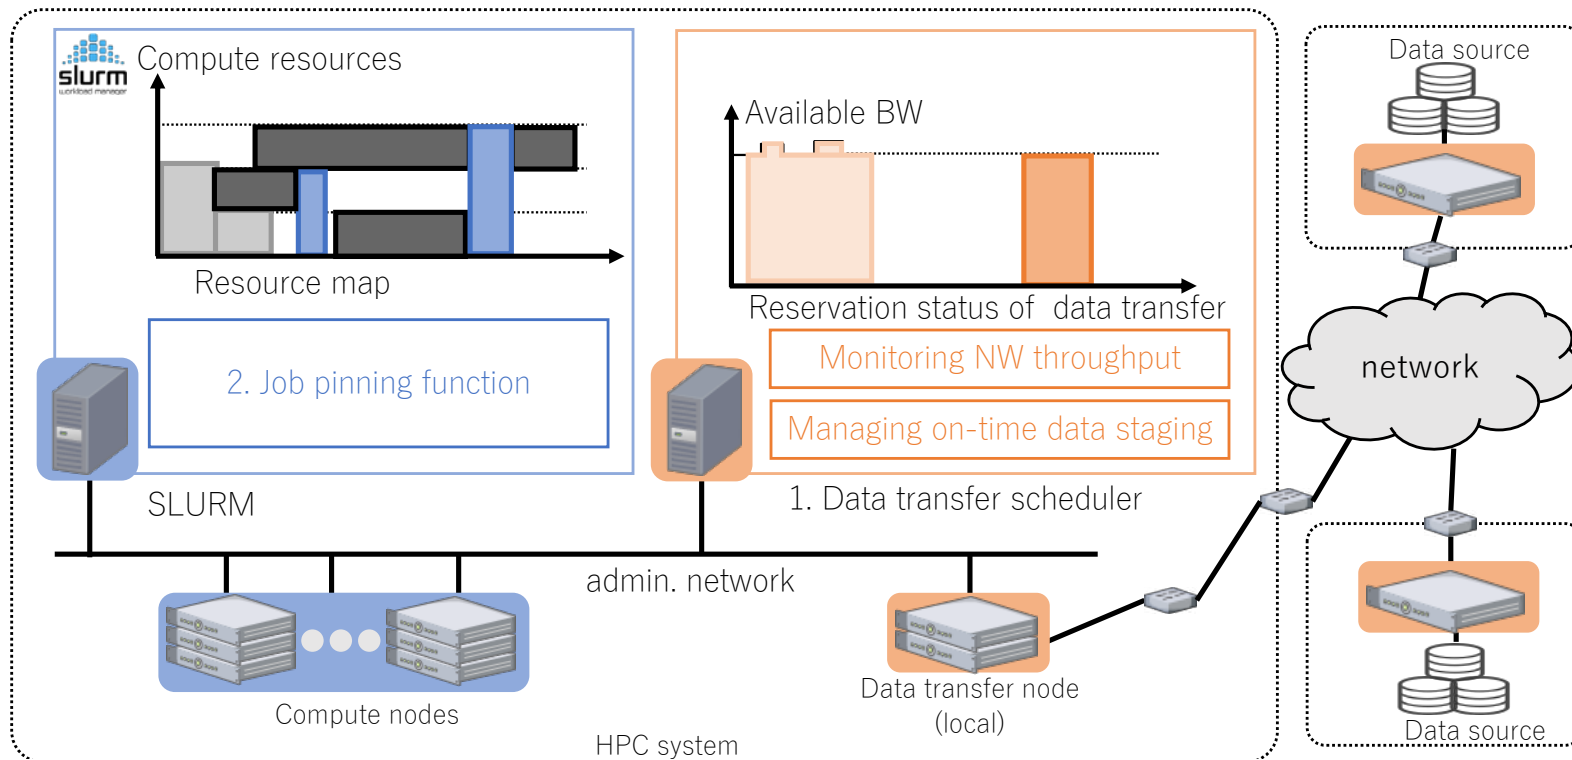 slurm
workload manager
Compute resources
Resource map
2. Job pinning function
SLURM
Available BW
Reservation status of data transfer
Monitoring NW throughput
Managing on-time data staging
1. Data transfer scheduler
admin. network
Compute nodes
Data transfer node
(local)
HPC system
Data source
network
Data source